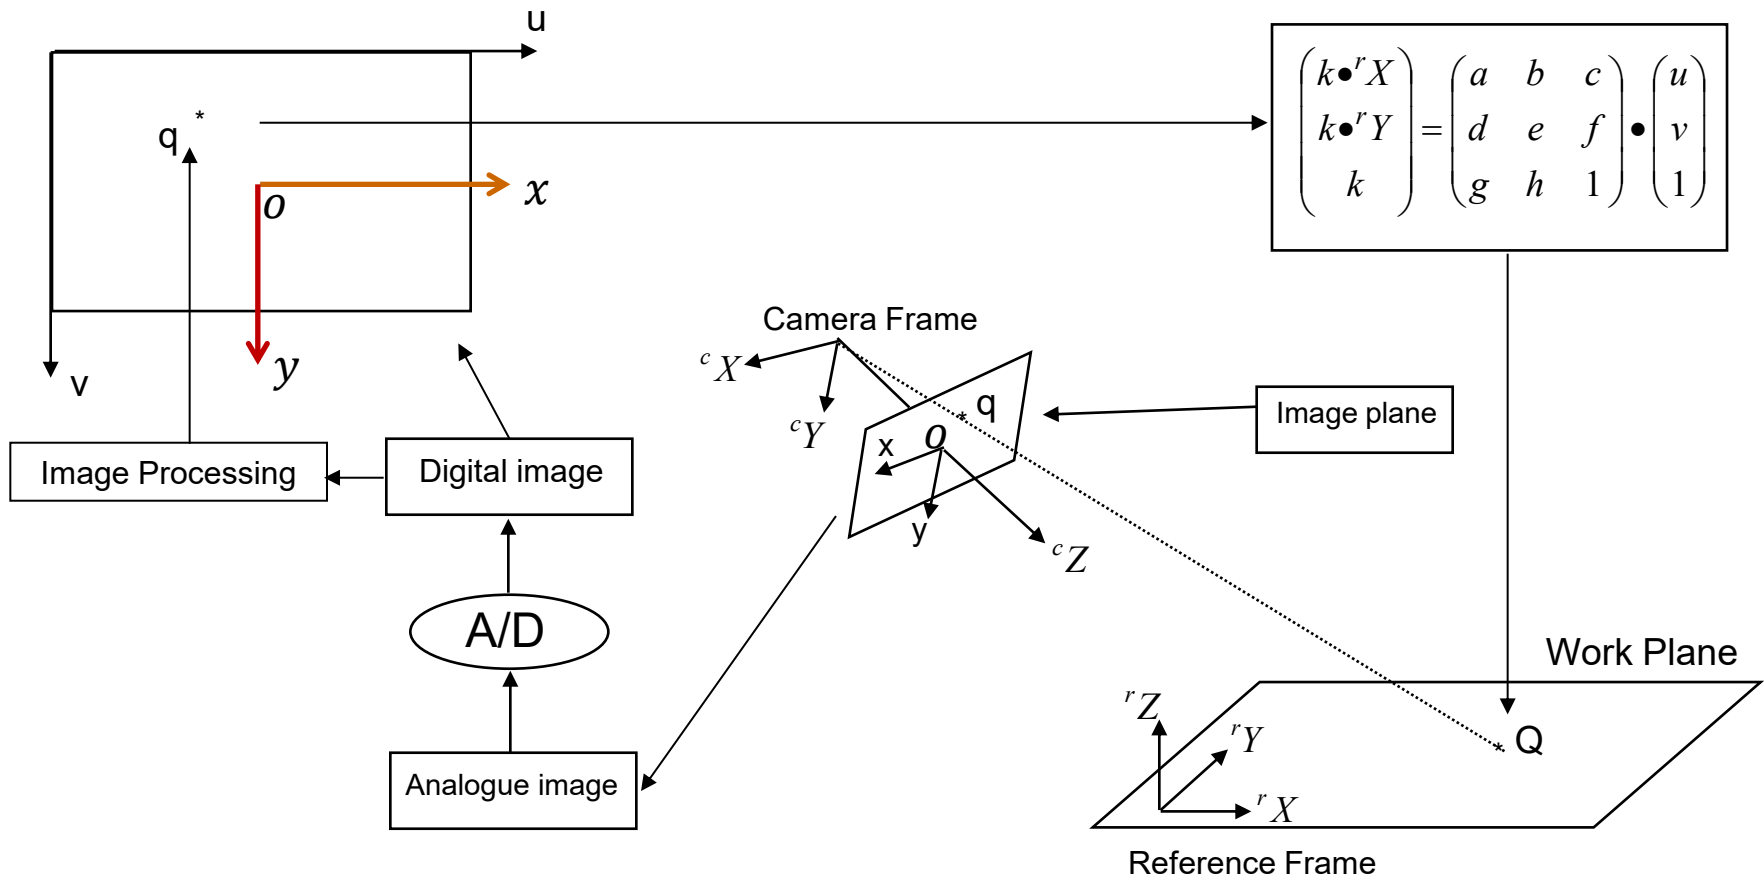 u
q *
o
x
y
v
Image Processing
Digital image
A/D
Analogue image
Camera Frame
ᶜX
ᶜY
x
o
* q
y
ᶜZ
Image plane
k●ʳX a b c u
k●ʳY = d e f ● v
k g h 1 1
Work Plane
ʳZ
ʳY
* Q
ʳX
Reference Frame